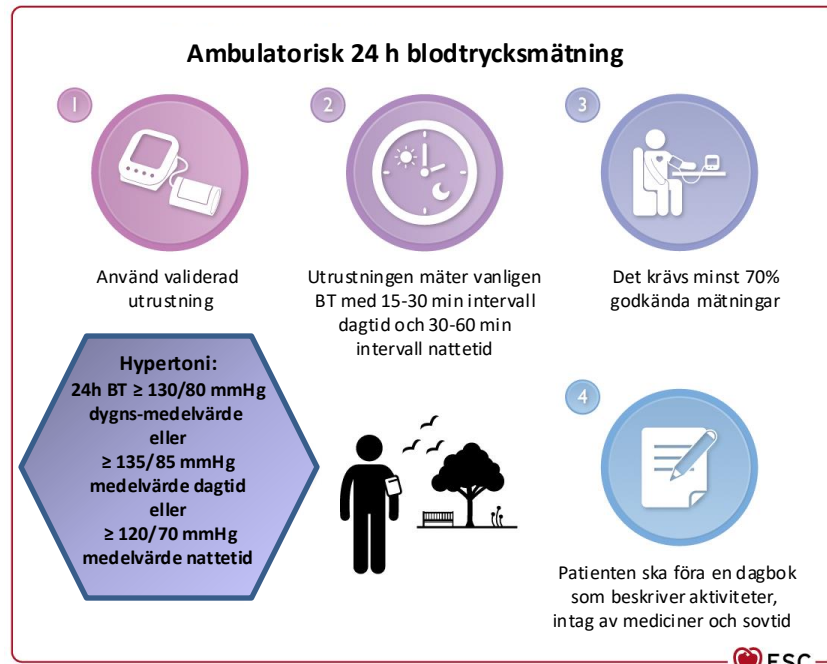 Ambulatorisk 24 h blodtrycksmätning
1
Använd validerad
utrustning
2
Utrustningen mäter vanligen
BT med 15-30 min intervall
dagtid och 30-60 min
intervall nattetid
3
Det krävs minst 70%
godkända mätningar
Hypertoni:
24h BT ≥ 130/80 mmHg
dygns-medelvärde
eller
≥ 135/85 mmHg
medelvärde dagtid
eller
≥ 120/70 mmHg
medelvärde nattetid
4
Patienten ska föra en dagbok
som beskriver aktiviteter,
intag av mediciner och sovtid
ESC